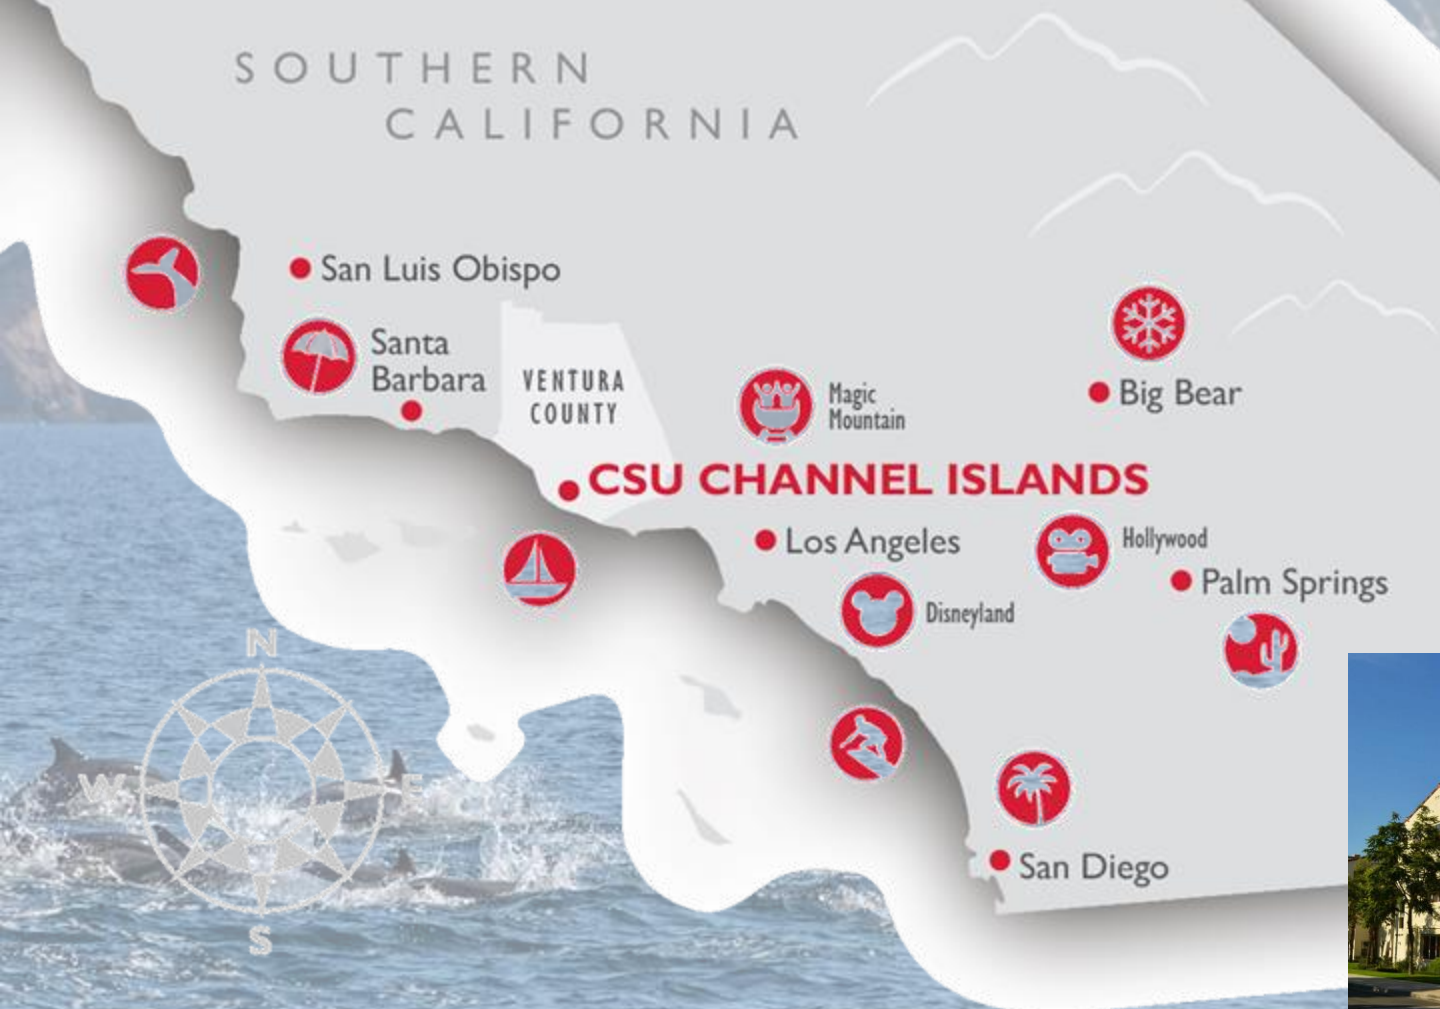 SOUTHERN
CALIFORNIA
San Luis Obispo
Santa
Barbara
VENTURA
COUNTY
Magic
Mountain
Big Bear
CSU CHANNEL ISLANDS
Los Angeles
Hollywood
Palm Springs
Disneyland
N
W
E
San Diego
S